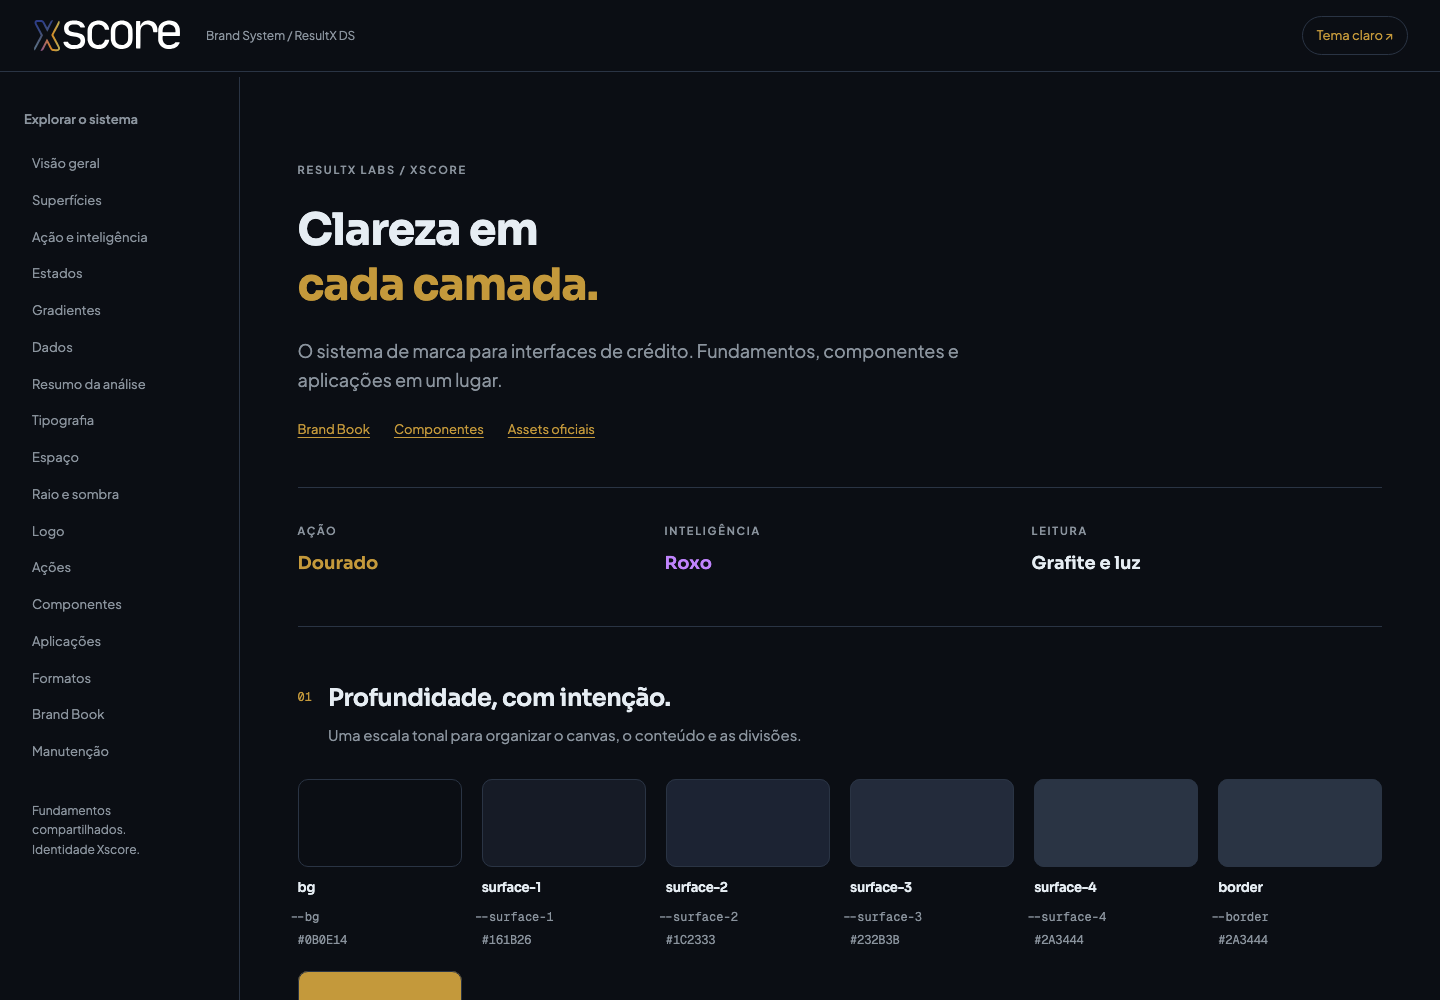 Xscore
Brand System / ResultX DS
Tema claro ↗
Explorar o sistema
Visão geral
Superfícies
Ação e inteligência
Estados
Gradientes
Dados
Resumo da análise
Tipografia
Espaço
Raio e sombra
Logo
Ações
Componentes
Aplicações
Formatos
Brand Book
Manutenção
Fundamentos
compartilhados.
Identidade Xscore.
RESULTX LABS / XSCORE
Clareza em
cada camada.
O sistema de marca para interfaces de crédito. Fundamentos, componentes e
aplicações em um lugar.
Brand Book Componentes Assets oficiais
AÇÃO
Dourado
INTELIGÊNCIA
Roxo
LEITURA
Grafite e luz
01 Profundidade, com intenção.
Uma escala tonal para organizar o canvas, o conteúdo e as divisões.
bg
--bg
#0B0E14
surface-1
--surface-1
#161B26
surface-2
--surface-2
#1C2333
surface-3
--surface-3
#232B3B
surface-4
--surface-4
#2A3444
border
--border
#2A3444